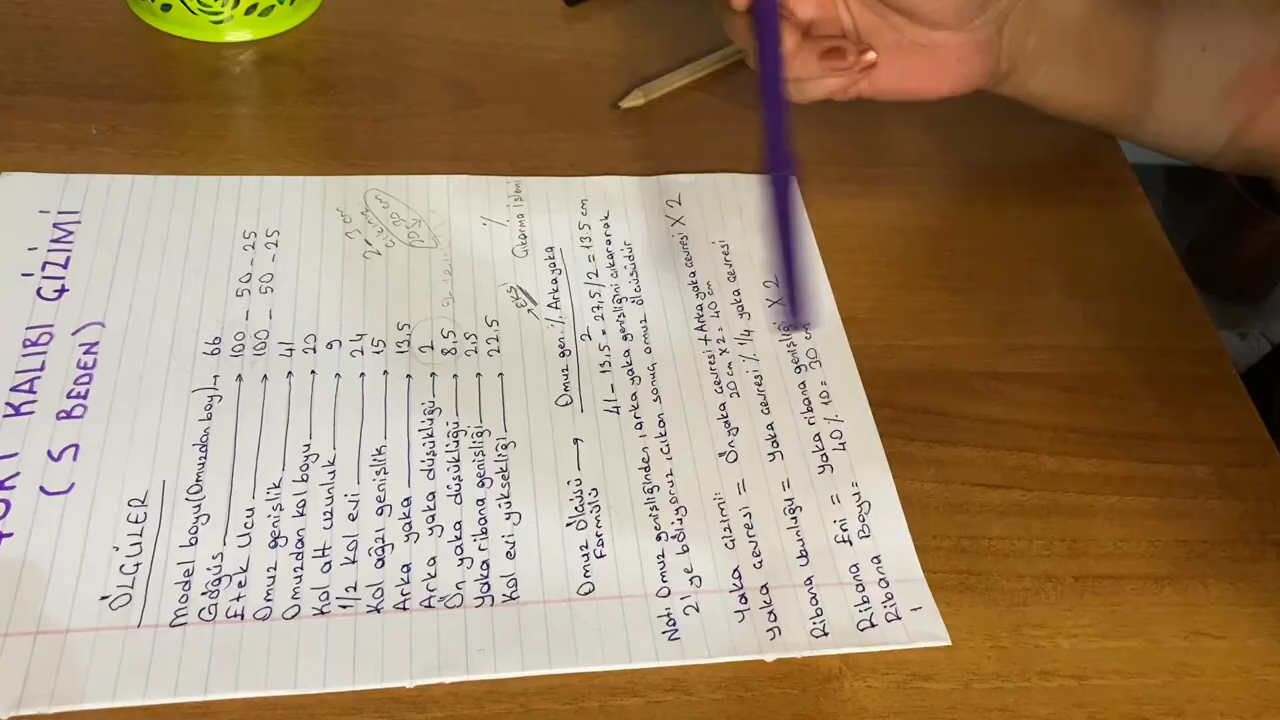 KALIBI ÇİZİMİ
( S BEDEN )
ÖLÇÜLER
Model boyu (Omuzdan boy) → 66
Göğüs → 100 - 50 - 25
Etek ucu → 100 - 50 - 25
Omuz genişlik → 41
Omuzdan kol boyu → 20
Kol alt uzunluk → 9
1/2 kol evi → 24
Kol ağzı genişlik → 15
Arka yaka → 13,5
Arka yaka düşüklüğü → 2
Ön yaka düşüklüğü → 8,5
Yaka ribana genişliği → 2,5
Kol evi yüksekliği → 22,5
eksi
% Çıkarma işlemi
Omuz ölçüsü → Omuz gen. % Arka yaka
Formülü 2
41 - 13,5 = 27,5 / 2 = 13.5 cm
Not: Omuz genişliğinden, arka yaka genişliğini çıkararak
2'ye bölüyoruz, çıkan sonuç omuz ölçüsüdür
Yaka çizimi:
Yaka çevresi = Ön yaka çevresi + Arka yaka çevresi X 2
20 cm X 2 = 40 cm
Ribana uzunluğu = yaka çevresi % 1/4 yaka çevresi
40 % 10 = 30 cm
Ribana Eni = yaka ribana genişliği X 2
Ribana Boyu =